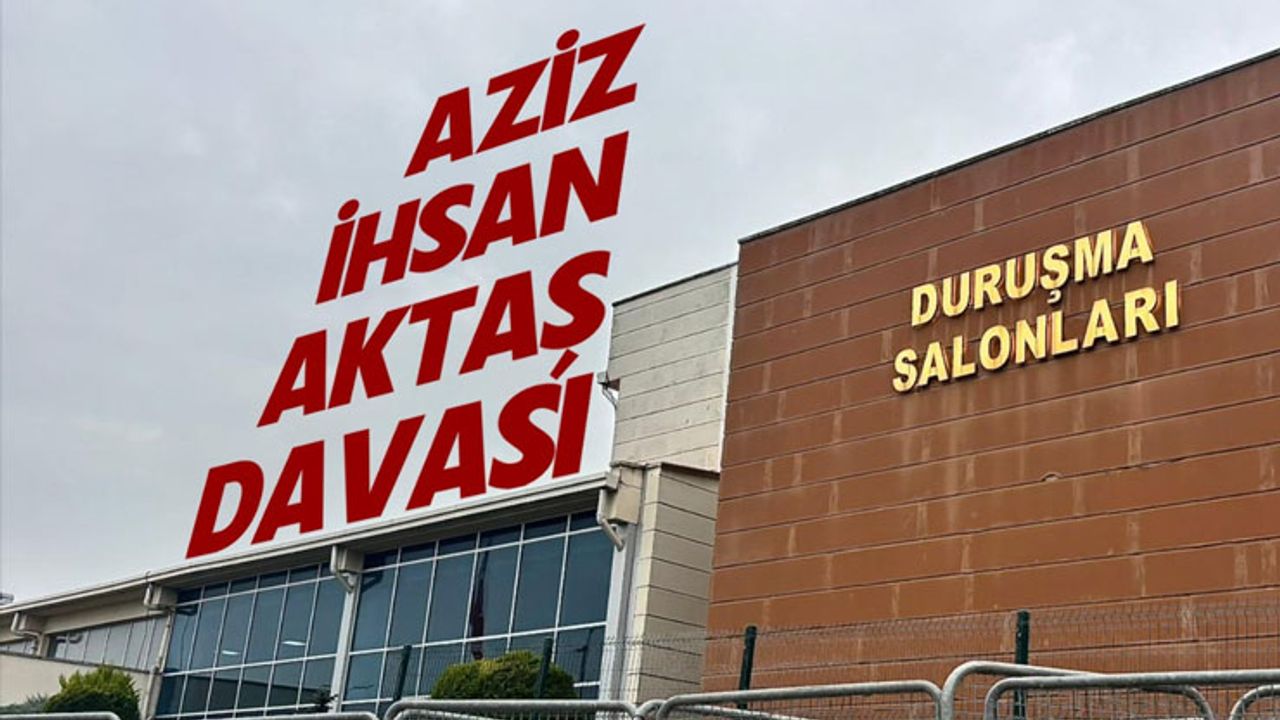 AZİZ
İHSAN
AKTAŞ
DAVASI
DURUŞMA
SALONLARI